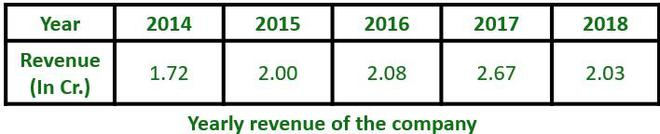 Year 2014 2015 2016 2017 2018
Revenue
(In Cr.) 1.72 2.00 2.08 2.67 2.03
Yearly revenue of the company